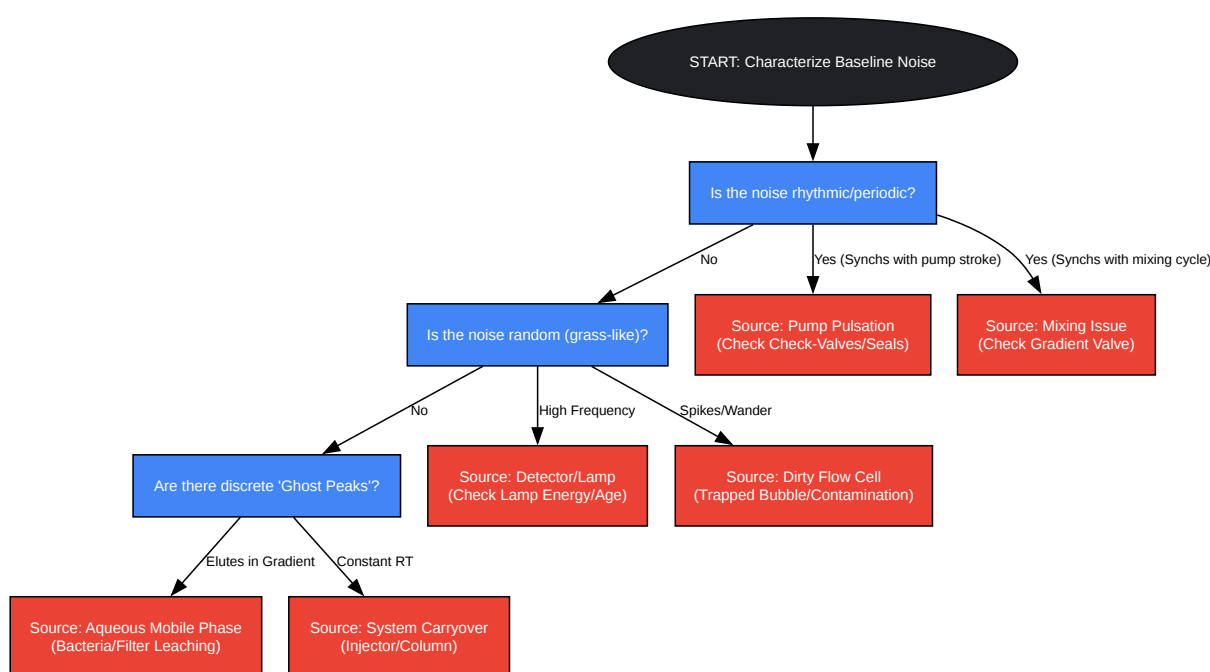 START: Characterize Baseline Noise
Is the noise rhythmic/periodic?
No
Yes (Synchs with pump stroke)
Yes (Synchs with mixing cycle)
Is the noise random (grass-like)?
Source: Pump Pulsation
(Check Check-Valves/Seals)
Source: Mixing Issue
(Check Gradient Valve)
No
High Frequency
Spikes/Wander
Are there discrete 'Ghost Peaks'?
Source: Detector/Lamp
(Check Lamp Energy/Age)
Source: Dirty Flow Cell
(Trapped Bubble/Contamination)
Elutes in Gradient
Constant RT
Source: Aqueous Mobile Phase
(Bacteria/Filter Leaching)
Source: System Carryover
(Injector/Column)